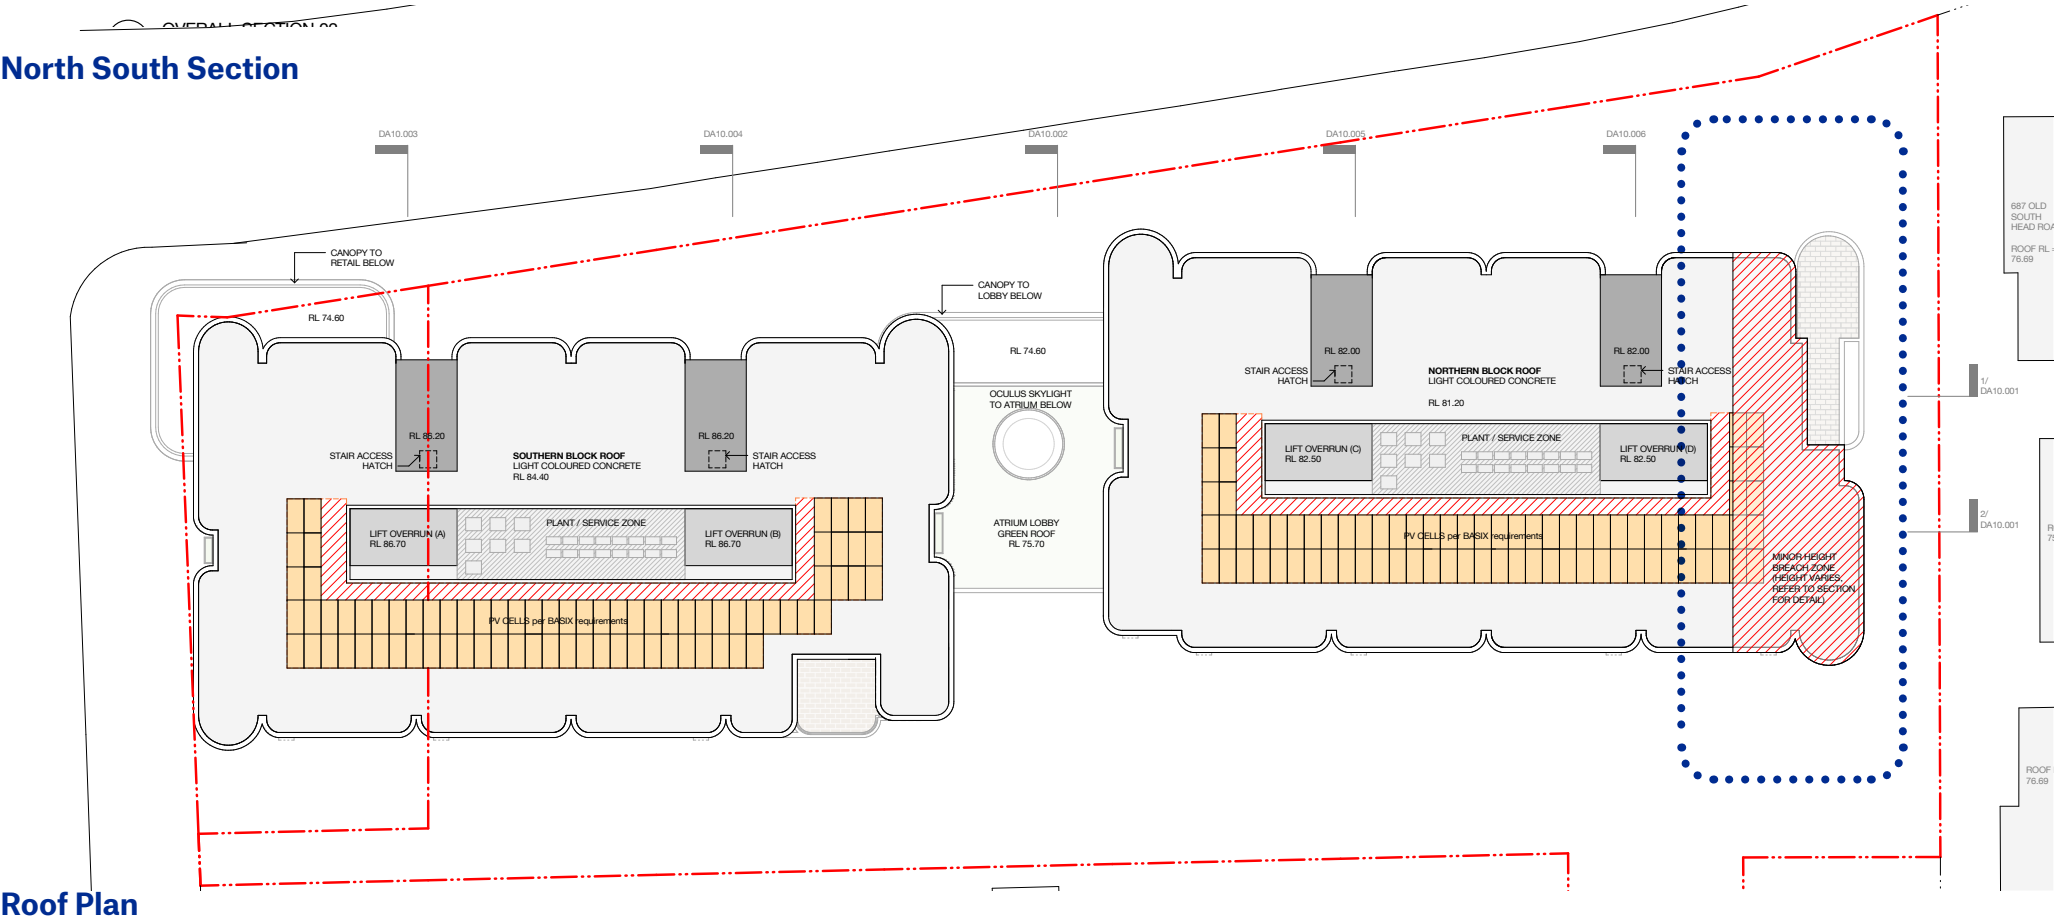 OVERALL SECTION
North South Section
DA10.003
DA10.004
DA10.002
DA10.005
DA10.006
687 OLD
SOUTH
HEAD ROA
ROOF RL =
76.69
CANOPY TO
RETAIL BELOW
RL 74.60
CANOPY TO
LOBBY BELOW
RL 74.60
RL 82.00
RL 82.00
STAIR ACCESS
HATCH
NORTHERN BLOCK ROOF
LIGHT COLOURED CONCRETE
RL 81.20
STAIR ACCESS
HATCH
1/
DA10.001
OCULUS SKYLIGHT
TO ATRIUM BELOW
RL 86.20
RL 86.20
STAIR ACCESS
HATCH
SOUTHERN BLOCK ROOF
LIGHT COLOURED CONCRETE
RL 84.40
STAIR ACCESS
HATCH
LIFT OVERRUN (C)
RL 82.50
PLANT / SERVICE ZONE
LIFT OVERRUN (D)
RL 82.50
LIFT OVERRUN (A)
RL 86.70
PLANT / SERVICE ZONE
LIFT OVERRUN (B)
RL 86.70
ATRIUM LOBBY
GREEN ROOF
RL 75.70
PV CELLS per BASIX requirements
2/
DA10.001
MINOR HEIGHT
BREACH ZONE
(HEIGHT VARIES,
REFER TO SECTION
FOR DETAIL)
PV CELLS per BASIX requirements
ROOF
76.69
Roof Plan